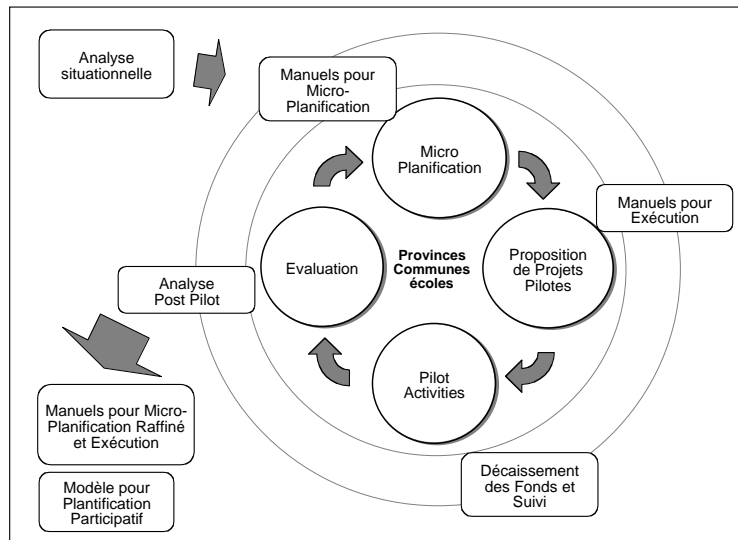 Analyse
situationnelle
Manuels pour
Micro-
Planification
Micro
Planification
Manuels pour
Exécution
Evaluation
Provinces
Communes
écoles
Proposition
de Projets
Pilotes
Analyse
Post Pilot
Pilot
Activities
Manuels pour Micro-
Planification Raffiné
et Exécution
Décaissement
des Fonds et
Suivi
Modèle pour
Plantification
Participatif